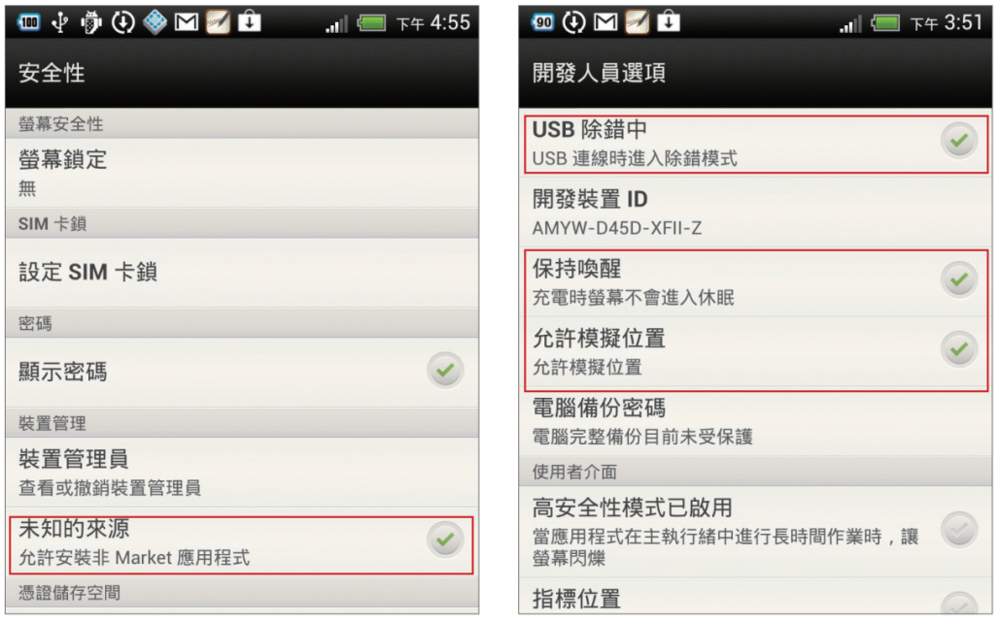 100
下午 4:55
安全性
螢幕安全性
螢幕鎖定
無
SIM 卡鎖
設定 SIM 卡鎖
密碼
顯示密碼
裝置管理
裝置管理員
查看或撤銷裝置管理員
未知的來源
允許安裝非 Market 應用程式
憑證儲存空間
90
下午 3:51
開發人員選項
USB 除錯中
USB 連線時進入除錯模式
開發裝置 ID
AMYW-D45D-XFII-Z
保持喚醒
充電時螢幕不會進入休眠
允許模擬位置
允許模擬位置
電腦備份密碼
電腦完整備份目前未受保護
使用者介面
高安全性模式已啟用
當應用程式在主執行緒中進行長時間作業時，讓
螢幕閃爍
指標位置